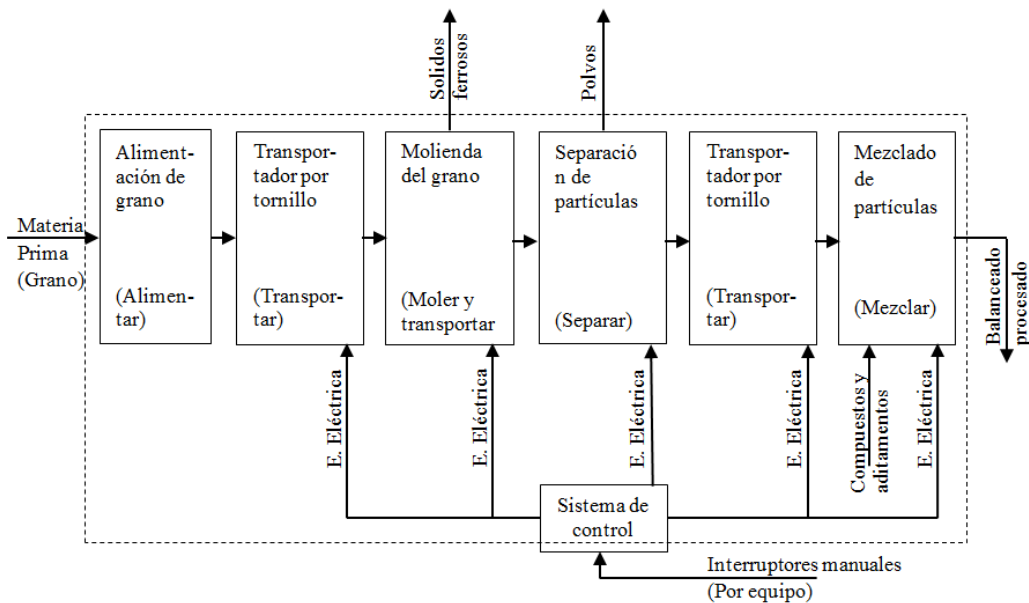 Solidos
ferrosos
Polvos
Aliment-
ación de
grano
(Alimen-
tar)
Transpor-
tador por
tornillo
(Transpor-
tar)
Molienda
del grano
(Moler y
transportar
Separació
n de
partículas
(Separar)
Transpor-
tador por
tornillo
(Transpor-
tar)
Mezclado
de
partículas
(Mezclar)
Materia
Prima
(Grano)
Balanceado
procesado
E. Eléctrica
E. Eléctrica
E. Eléctrica
E. Eléctrica
Compuestos y
aditamentos
E. Eléctrica
Sistema de
control
Interruptores manuales
(Por equipo)